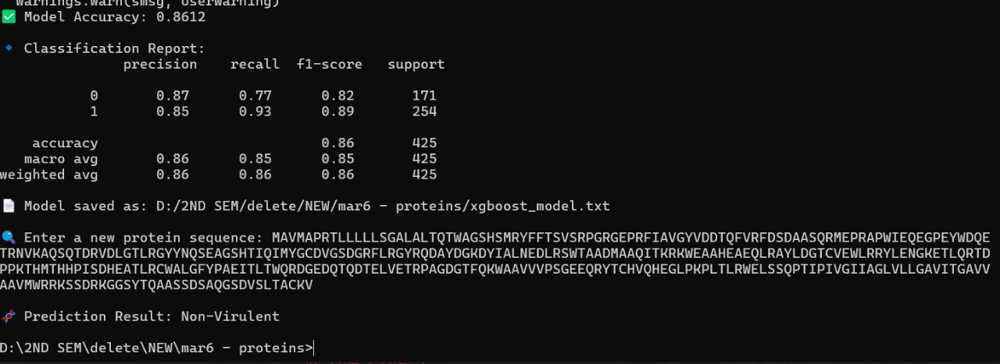 warnings.warn(smsg, UserWarning)
✅ Model Accuracy: 0.8612
🔹 Classification Report:
precision recall f1-score support
0 0.87 0.77 0.82 171
1 0.85 0.93 0.89 254
accuracy 0.86 425
macro avg 0.86 0.85 0.85 425
weighted avg 0.86 0.86 0.86 425
📄 Model saved as: D:/2ND SEM/delete/NEW/mar6 - proteins/xgboost_model.txt
🔍 Enter a new protein sequence: MAVMAPRTLLLLLSGALALTQTWAGSHSMRYFFTSVSRPGRGEPRFIAVGYVDDTQFVRFDSDAASQRMEPRAPWIEQEGPEYWDQE
TRNVKAQSQTDRVDLGTLRGYYNQSEAGSHTIQIMYGCDVGSDGRFLRGYRQDAYDGKDYIALNEDLRSWTAADMAAQITKRKWEAAHEAEQLRAYLDGTCVEWLRRYLENGKETLQRTD
PPKTHMTHHPISDHEATLRCWALGFYPAEITLTWQRDGEDQTQDTELVETRPAGDGTFQKWAAVVVPSGEEQRYTCHVQHEGLPKPLTLRWELSSQPTIPIVGIIAGLVLLGAVITGAVV
AAVMWRRKSSDRKGGSYTQAASSDSAQGSDVSLTACKV
🧬 Prediction Result: Non-Virulent
D:\2ND SEM\delete\NEW\mar6 - proteins>